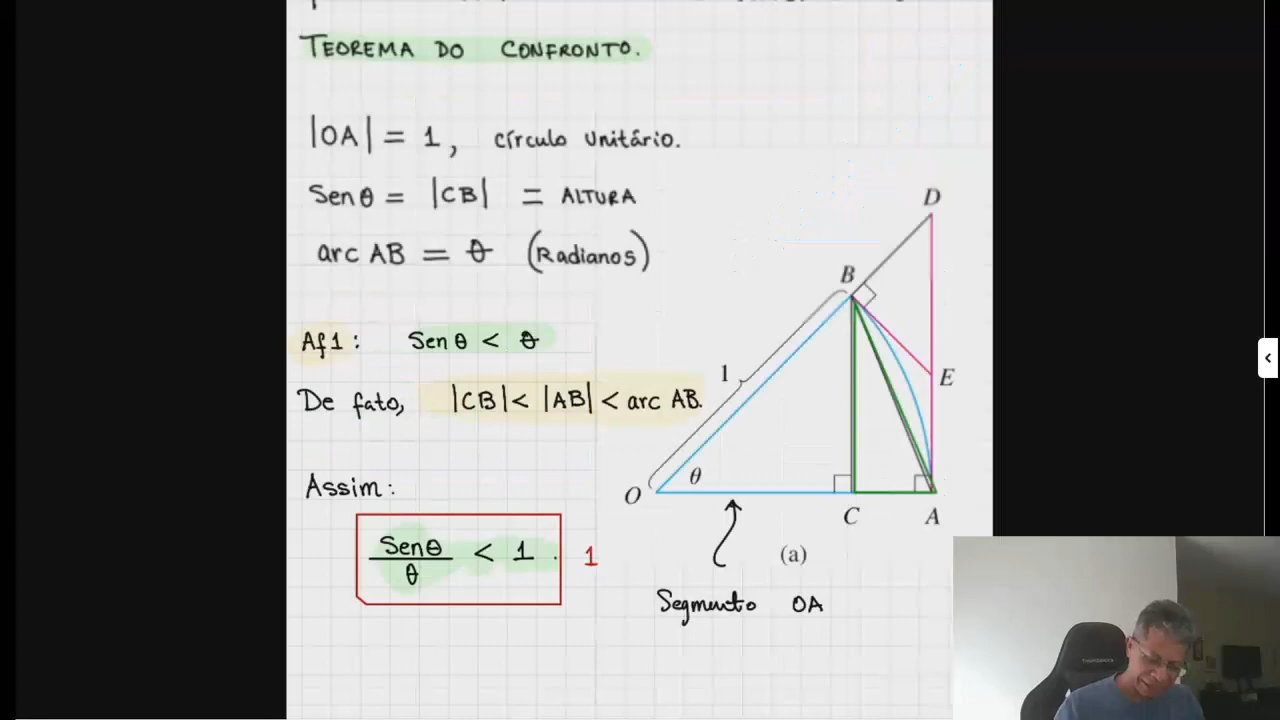 TEOREMA DO CONFRONTO.
|OA| = 1, círculo unitário.
Sen θ = |CB| = ALTURA
arc AB = θ (Radianos)
Af1: Sen θ < θ
De fato, |CB| < |AB| < arc AB.
Assim:
Sen θ / θ < 1. 1
D
B
1
E
θ
O
C
A
(a)
Segmento OA